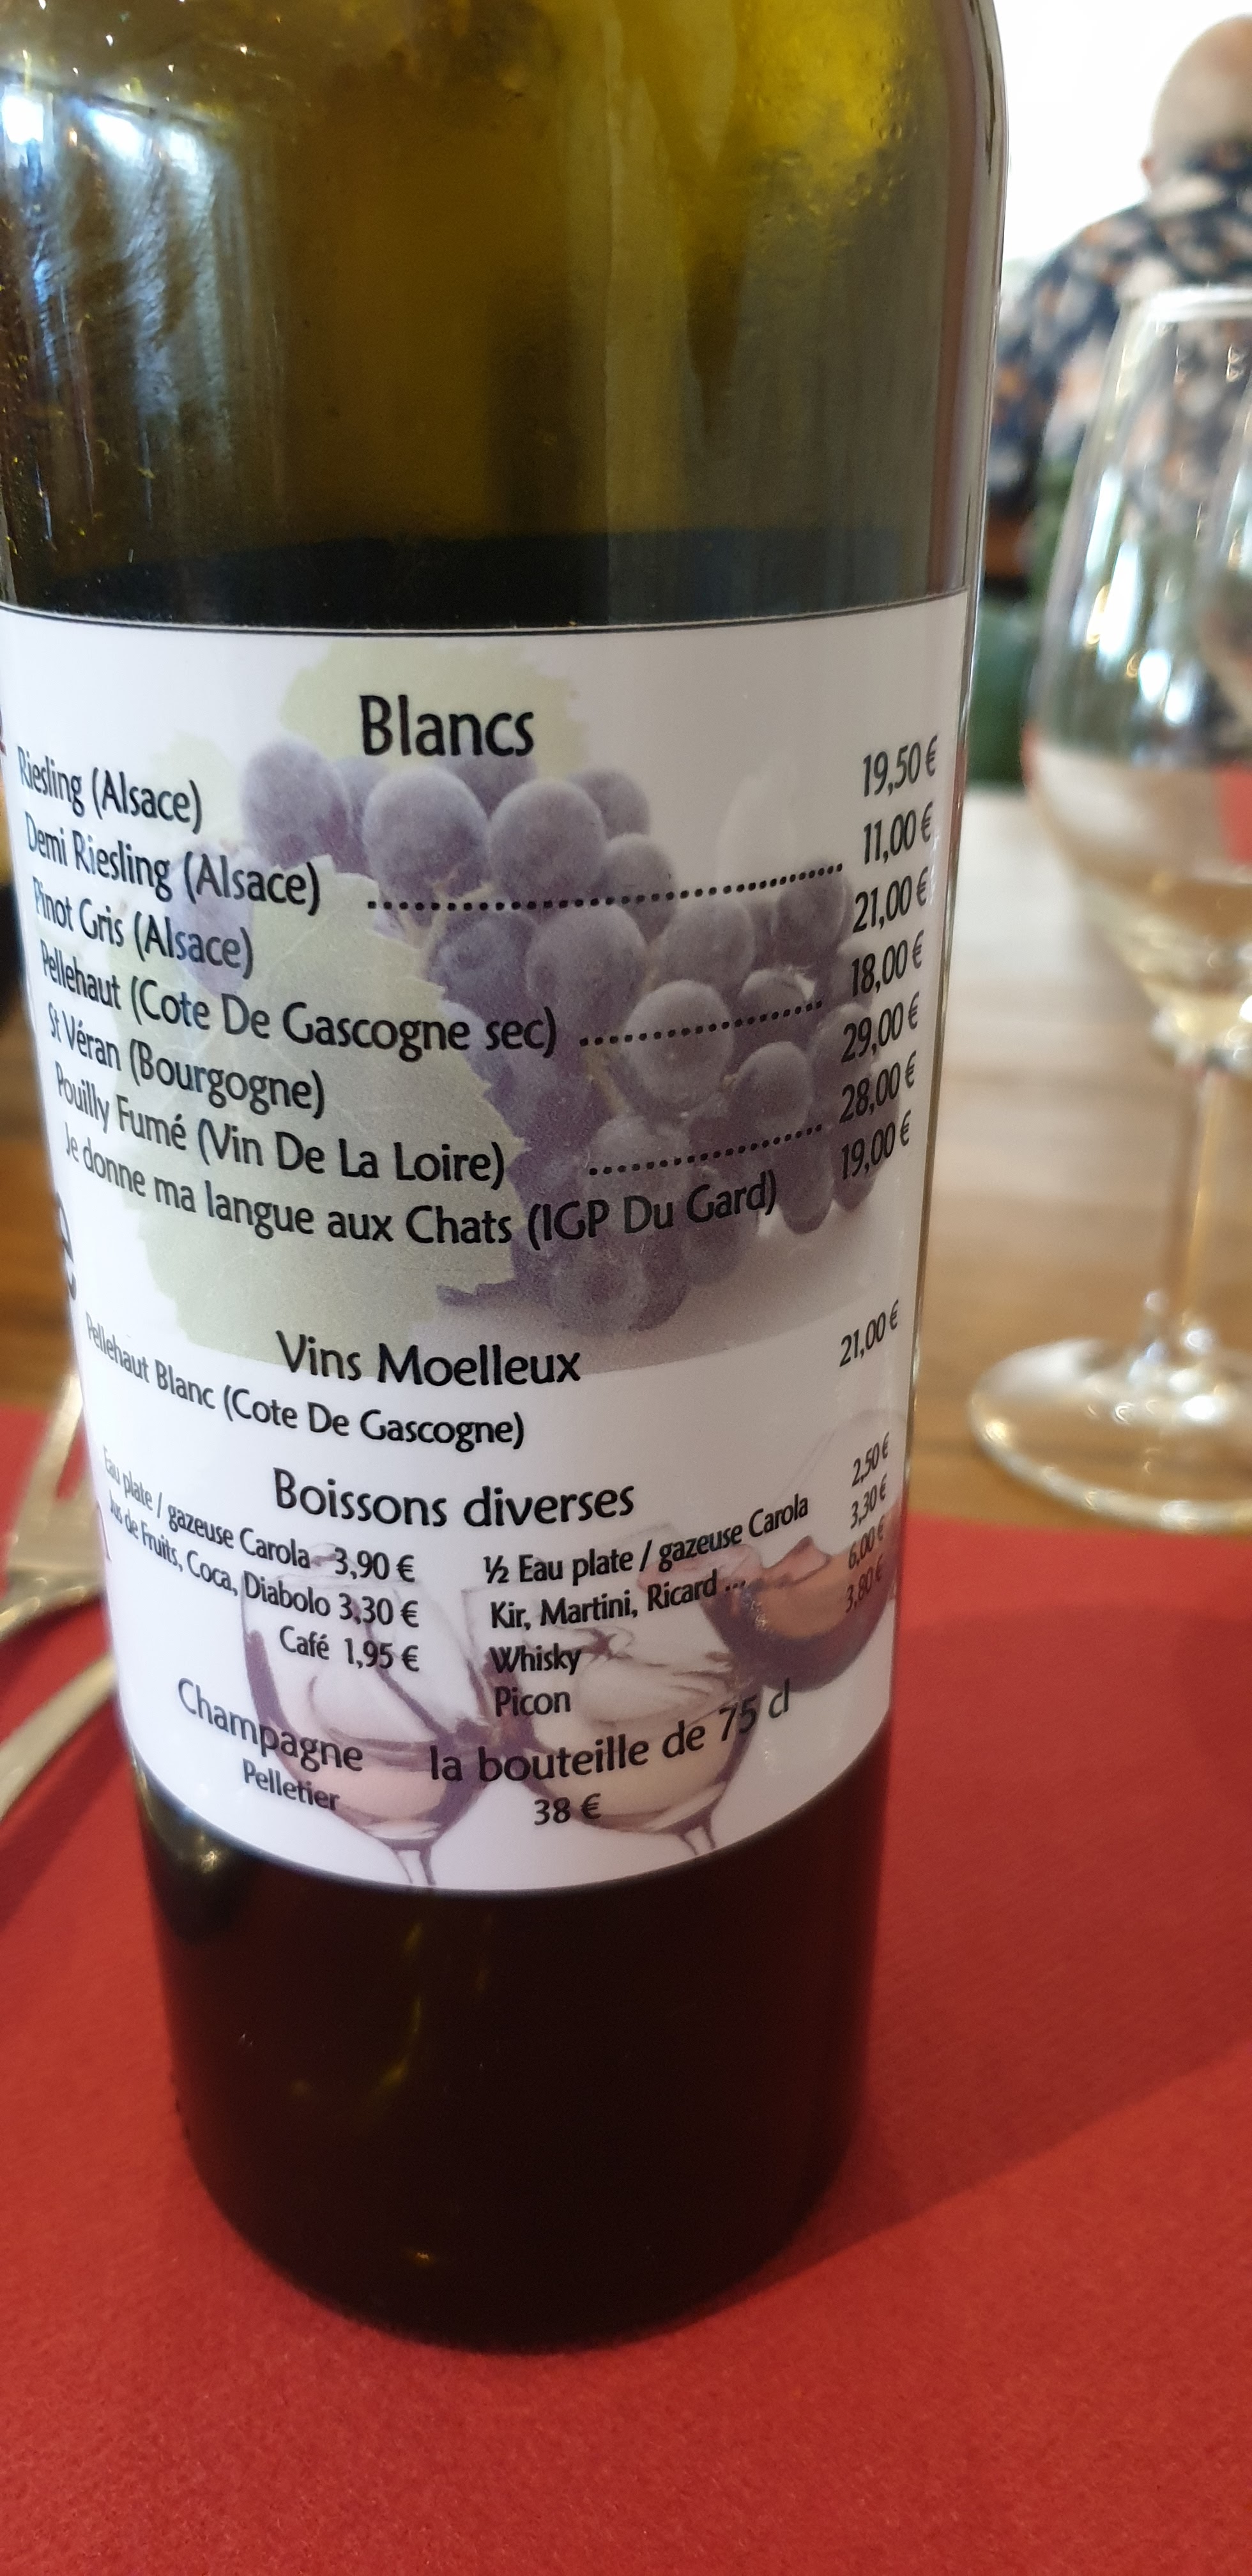 Blancs
Riesling (Alsace) 19,50 €
Demi Riesling (Alsace) ........................................ 11,00 €
Pinot Gris (Alsace) 21,00 €
Pellehaut (Cote De Gascogne sec) ........................ 18,00 €
St Véran (Bourgogne) 29,00 €
Pouilly Fumé (Vin De La Loire) ........................ 28,00 €
Je donne ma langue aux Chats (IGP Du Gard) 19,00 €
Vins Moelleux
Pellehaut Blanc (Cote De Gascogne) 21,00 €
Boissons diverses
Eau plate / gazeuse Carola 3,90 € ½ Eau plate / gazeuse Carola 2,50 €
Jus de Fruits, Coca, Diabolo 3,30 € Kir, Martini, Ricard ... 3,30 €
Café 1,95 € Whisky 6,00 €
Picon 3,80 €
Champagne la bouteille de 75 cl
Pelletier 38 €